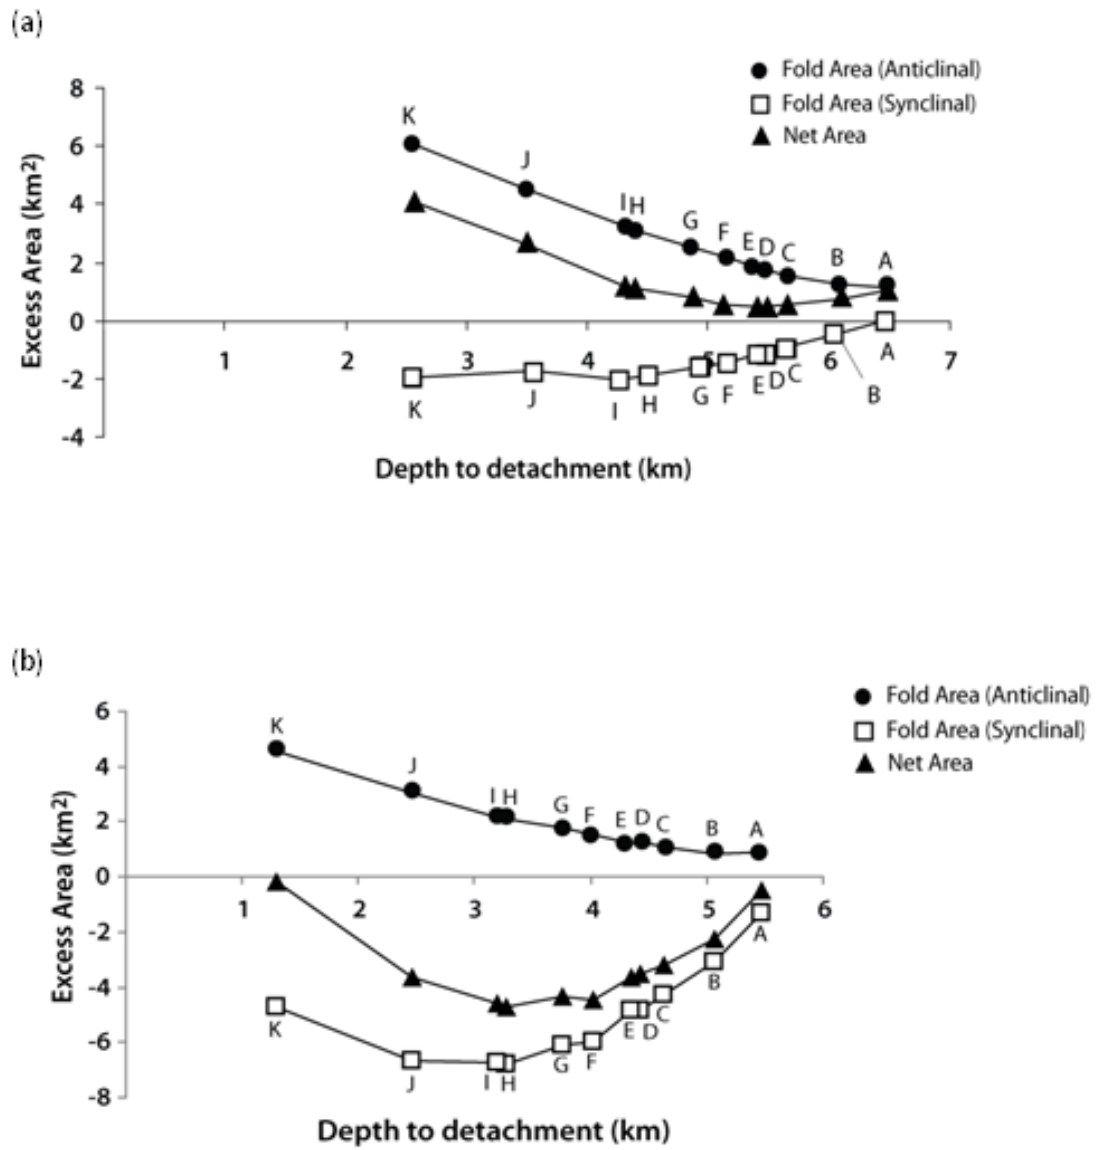 (a)
Fold Area (Anticlinal)
Fold Area (Synclinal)
Net Area
8
6
4
2
0
-2
-4
Excess Area (km²)
K
J
I H
G
F
E D
C
B
A
1 2 3 4 5 6 7
K
J
I
H
G
F
E
D
C
B
A
Depth to detachment (km)
(b)
Fold Area (Anticlinal)
Fold Area (Synclinal)
Net Area
6
4
2
0
-2
-4
-6
-8
Excess Area (km²)
K
J
I H
G
F
E D
C
B
A
1 2 3 4 5 6
K
J
I H
G
F
E
D
C
B
A
Depth to detachment (km)